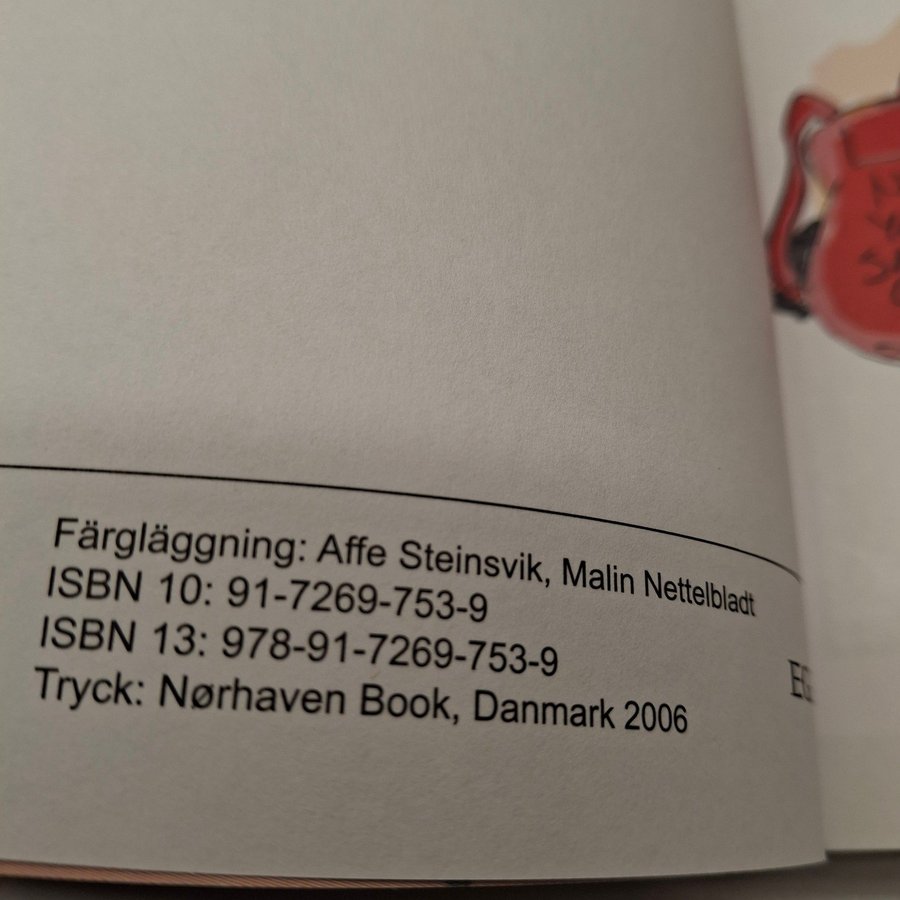 Färgläggning: Affe Steinsvik, Malin Nettelbladt
ISBN 10: 91-7269-753-9
ISBN 13: 978-91-7269-753-9
Tryck: Nørhaven Book, Danmark 2006